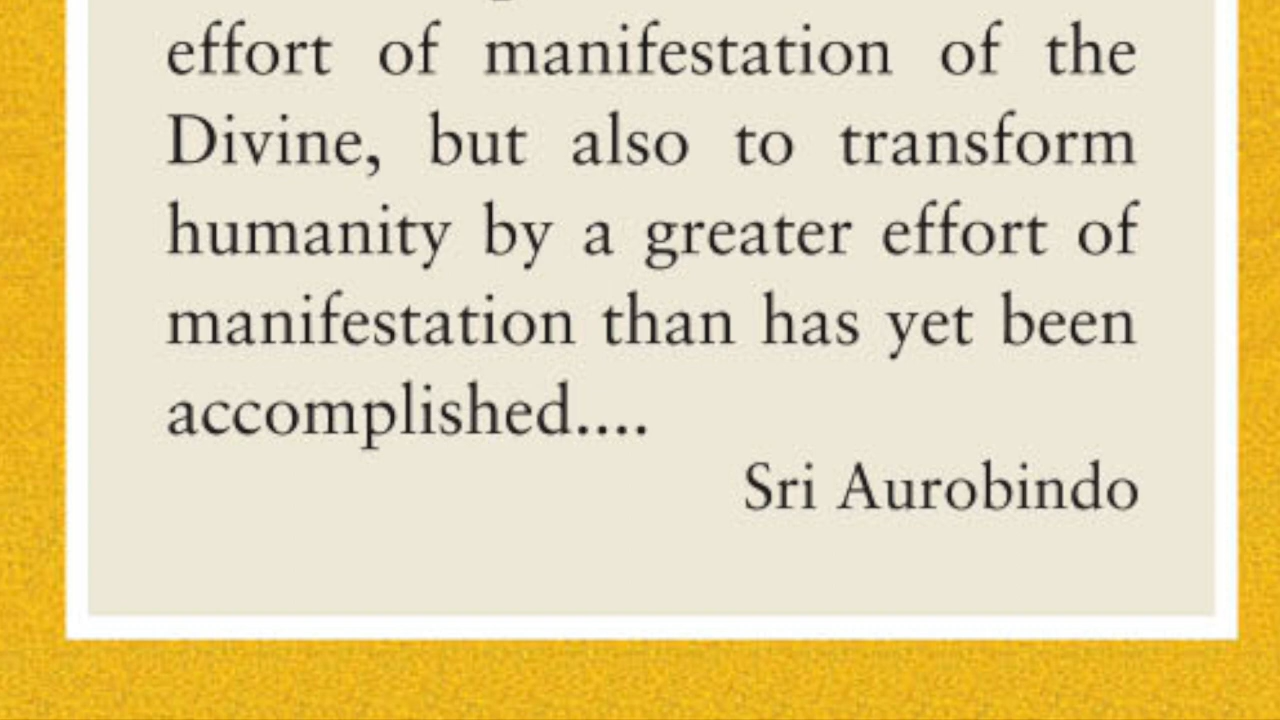 effort of manifestation of the
Divine, but also to transform
humanity by a greater effort of
manifestation than has yet been
accomplished....
Sri Aurobindo